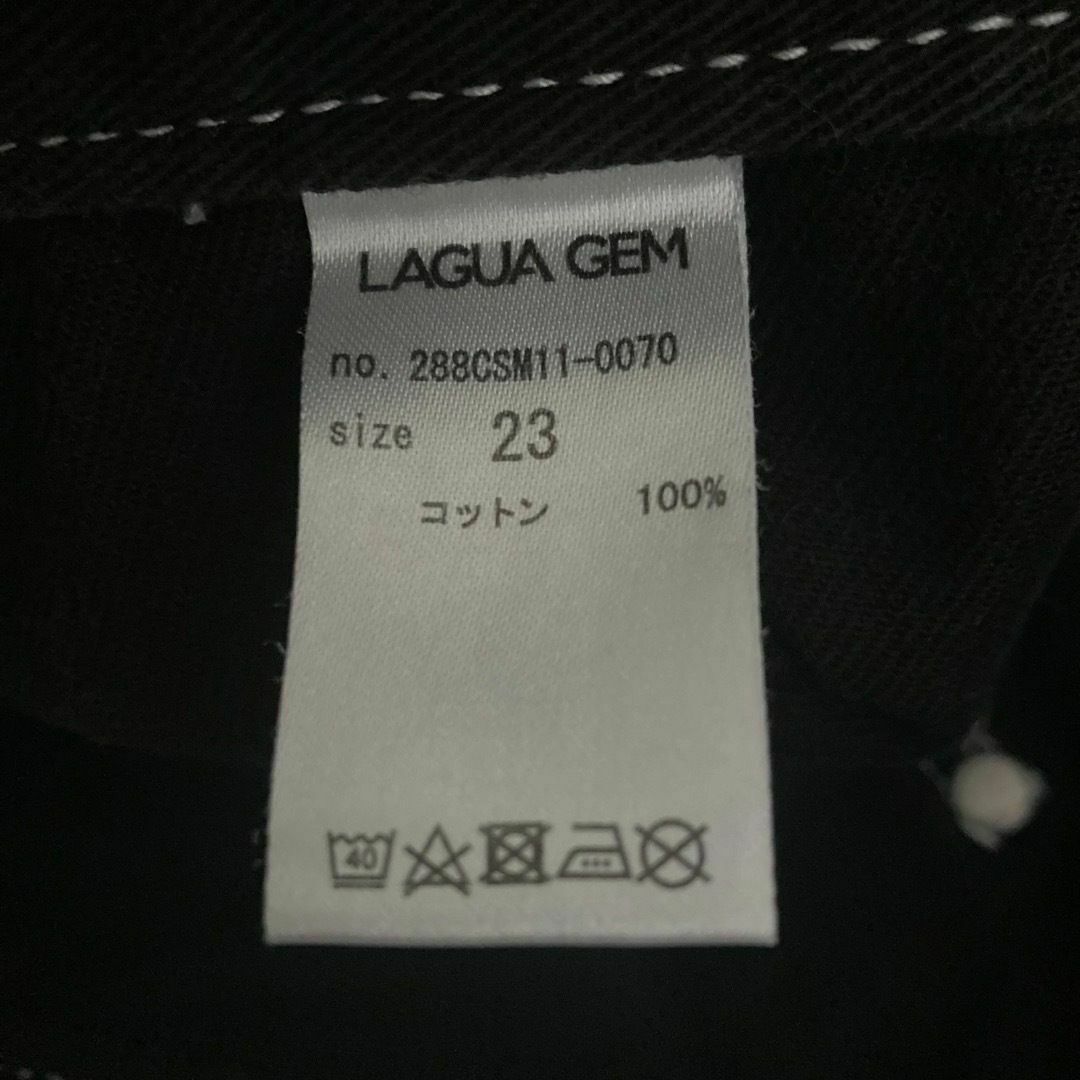 LAGUA GEM
no. 288CSM11-0070
size 23
コットン 100%
40